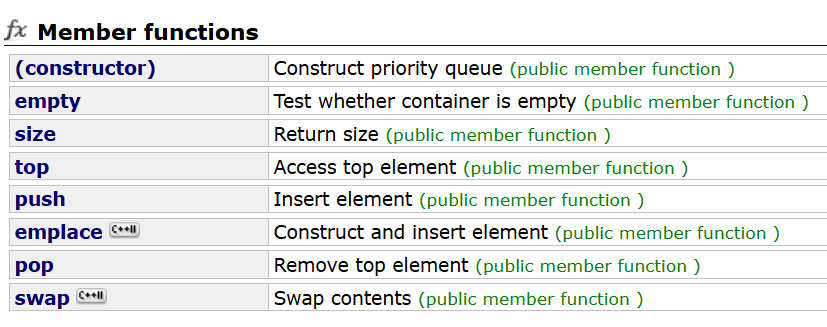 fx Member functions
(constructor) Construct priority queue (public member function )
empty Test whether container is empty (public member function )
size Return size (public member function )
top Access top element (public member function )
push Insert element (public member function )
emplace C++11 Construct and insert element (public member function )
pop Remove top element (public member function )
swap C++11 Swap contents (public member function )